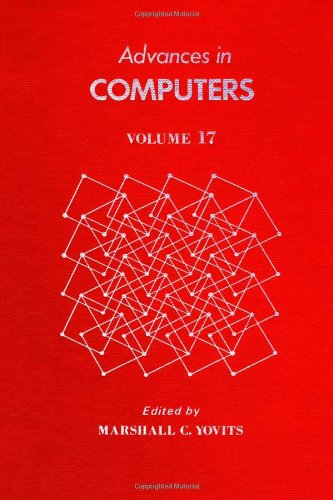 Advances in
COMPUTERS
VOLUME 17
Edited by
MARSHALL C. YOVITS